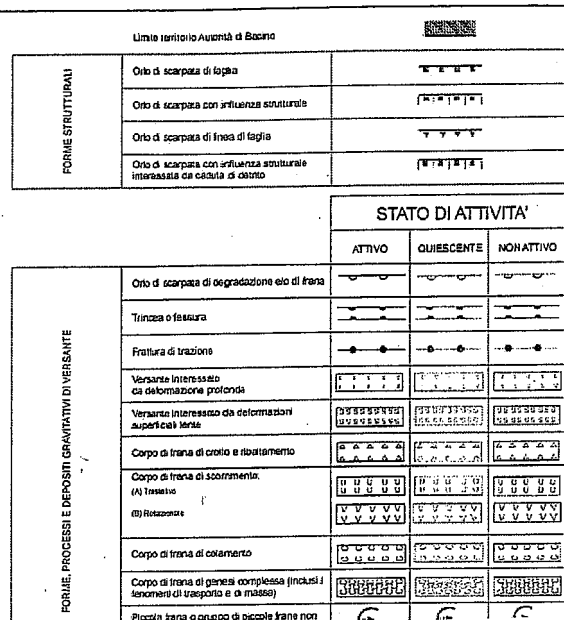 Limite territorio Autorità di Bacino
FORME STRUTTURALI
Orlo di scarpata di faglia
Orlo di scarpata con influenza strutturale
Orlo di scarpata di linea di faglia
Orlo di scarpata con influenza strutturale
interessata da caduta di detrito
STATO DI ATTIVITA'
ATTIVO QUIESCENTE NON ATTIVO
FORME, PROCESSI E DEPOSITI GRAVITATIVI DI VERSANTE
Orlo di scarpata di degradazione e/o di frana
Trincea o fessura
Frattura di trazione
Versante interessato
da deformazione profonda
Versante interessato da deformazioni
superficiali lente
Corpo di frana di crollo e ribaltamento
Corpo di frana di scorrimento:
(A) Traslativo
(B) Rotazionale
Corpo di frana di colamento
Corpo di frana di genesi complessa (inclusi i
fenomeni di trasporto e di massa)
Piccola frana o gruppo di piccole frane non